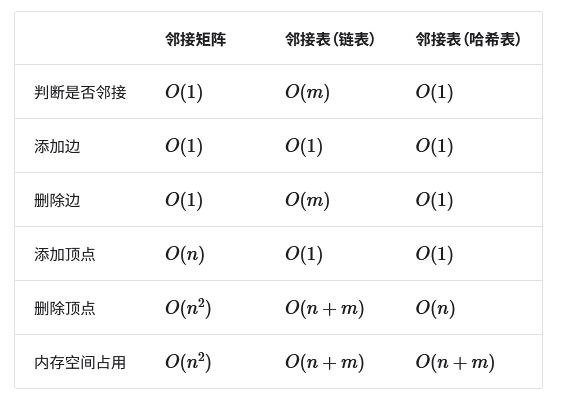 邻接矩阵 邻接表（链表） 邻接表（哈希表）
判断是否邻接 O(1) O(m) O(1)
添加边 O(1) O(1) O(1)
删除边 O(1) O(m) O(1)
添加顶点 O(n) O(1) O(1)
删除顶点 O(n²) O(n + m) O(n)
内存空间占用 O(n²) O(n + m) O(n + m)